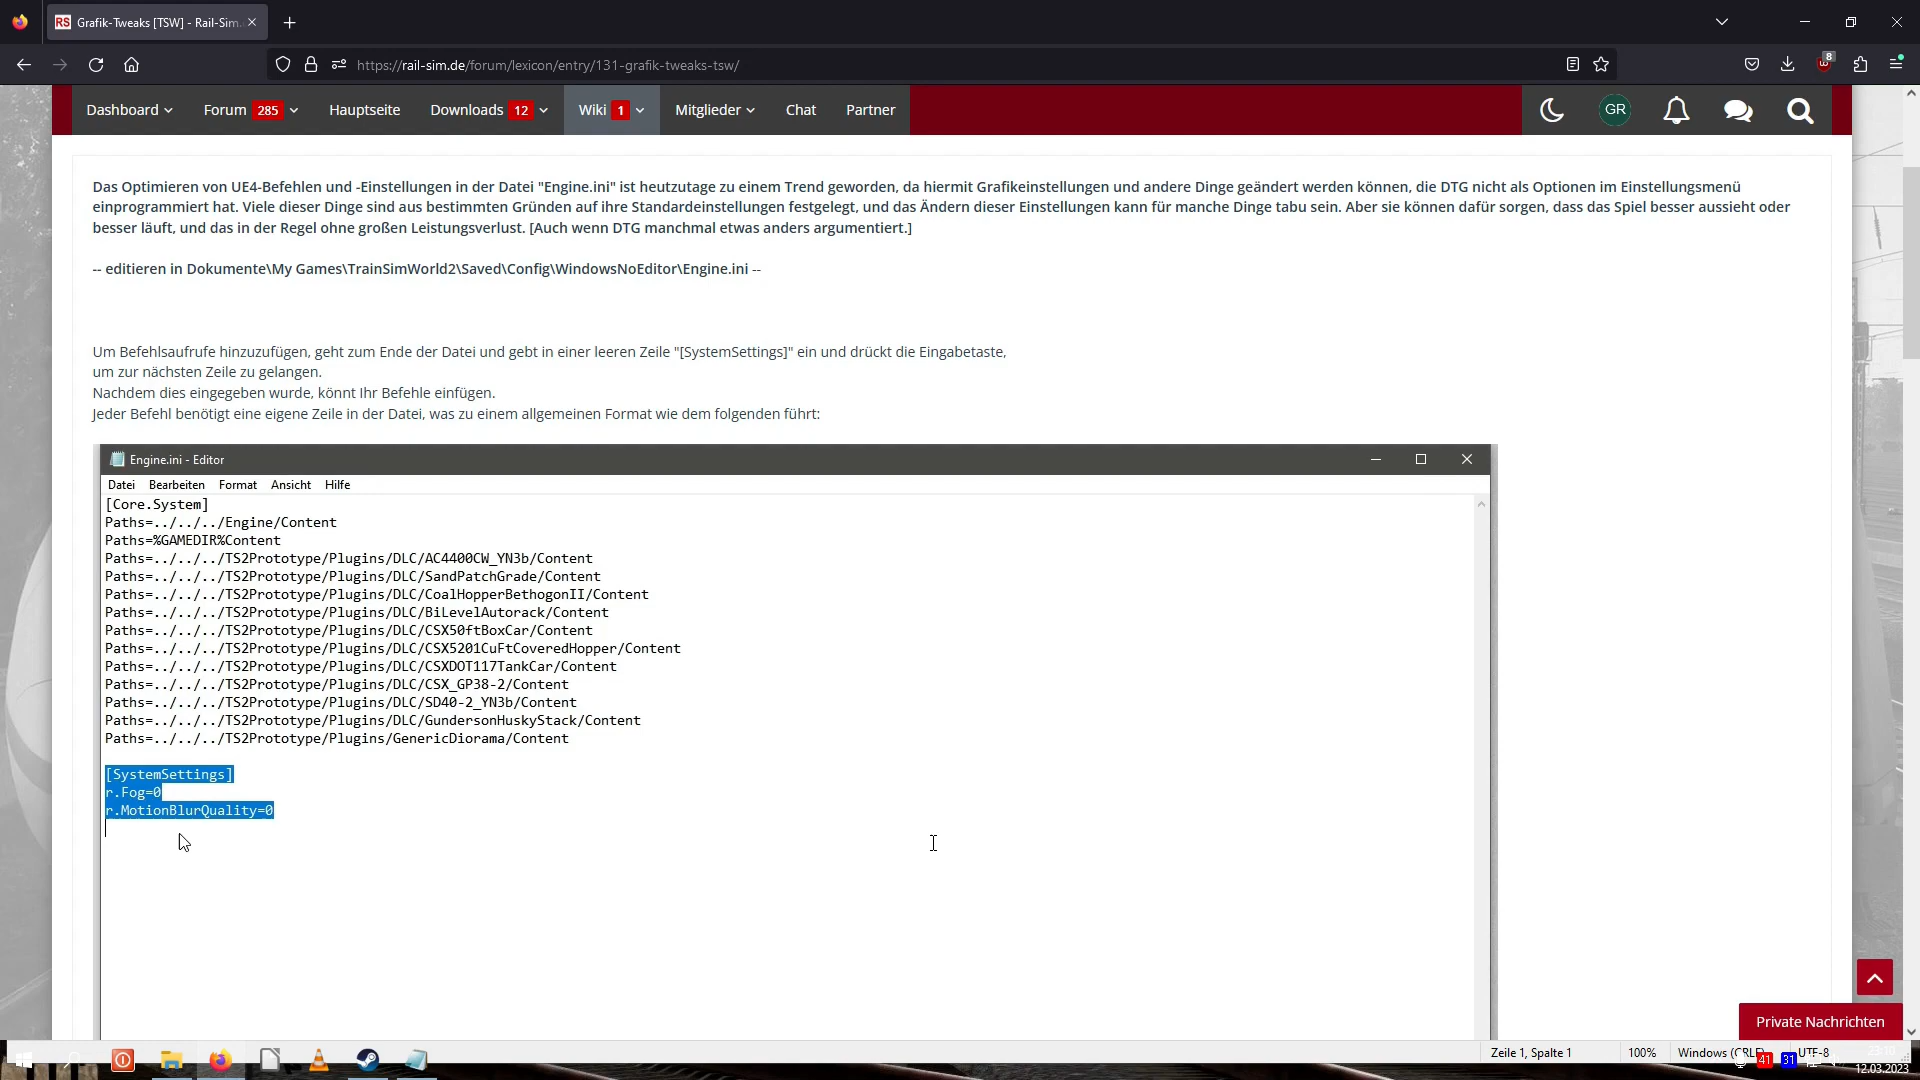 Grafik-Tweaks [TSW] - Rail-Sim.
https://rail-sim.de/forum/lexicon/entry/131-grafik-tweaks-tsw/
8
Dashboard
Forum 285
Hauptseite
Downloads 12
Wiki 1
Mitglieder
Chat
Partner
GR
Das Optimieren von UE4-Befehlen und -Einstellungen in der Datei "Engine.ini" ist heutzutage zu einem Trend geworden, da hiermit Grafikeinstellungen und andere Dinge geändert werden können, die DTG nicht als Optionen im Einstellungsmenü
einprogrammiert hat. Viele dieser Dinge sind aus bestimmten Gründen auf ihre Standardeinstellungen festgelegt, und das Ändern dieser Einstellungen kann für manche Dinge tabu sein. Aber sie können dafür sorgen, dass das Spiel besser aussieht oder
besser läuft, und das in der Regel ohne großen Leistungsverlust. [Auch wenn DTG manchmal etwas anders argumentiert.]
-- editieren in Dokumente\My Games\TrainSimWorld2\Saved\Config\WindowsNoEditor\Engine.ini --
Um Befehlsaufrufe hinzuzufügen, geht zum Ende der Datei und gebt in einer leeren Zeile "[SystemSettings]" ein und drückt die Eingabetaste,
um zur nächsten Zeile zu gelangen.
Nachdem dies eingegeben wurde, könnt Ihr Befehle einfügen.
Jeder Befehl benötigt eine eigene Zeile in der Datei, was zu einem allgemeinen Format wie dem folgenden führt:
Engine.ini - Editor
Datei Bearbeiten Format Ansicht Hilfe
[Core.System]
Paths=../../../Engine/Content
Paths=%GAMEDIR%Content
Paths=../../../TS2Prototype/Plugins/DLC/AC4400CW_YN3b/Content
Paths=../../../TS2Prototype/Plugins/DLC/SandPatchGrade/Content
Paths=../../../TS2Prototype/Plugins/DLC/CoalHopperBethogonII/Content
Paths=../../../TS2Prototype/Plugins/DLC/BiLevelAutorack/Content
Paths=../../../TS2Prototype/Plugins/DLC/CSX50ftBoxCar/Content
Paths=../../../TS2Prototype/Plugins/DLC/CSX5201CuFtCoveredHopper/Content
Paths=../../../TS2Prototype/Plugins/DLC/CSXDOT117TankCar/Content
Paths=../../../TS2Prototype/Plugins/DLC/CSX_GP38-2/Content
Paths=../../../TS2Prototype/Plugins/DLC/SD40-2_YN3b/Content
Paths=../../../TS2Prototype/Plugins/DLC/GundersonHuskyStack/Content
Paths=../../../TS2Prototype/Plugins/GenericDiorama/Content
[SystemSettings]
r.Fog=0
r.MotionBlurQuality=0
Private Nachrichten
Zeile 1, Spalte 1
100%
Windows (CRLF)
UTF-8
41
31
12.03.2023